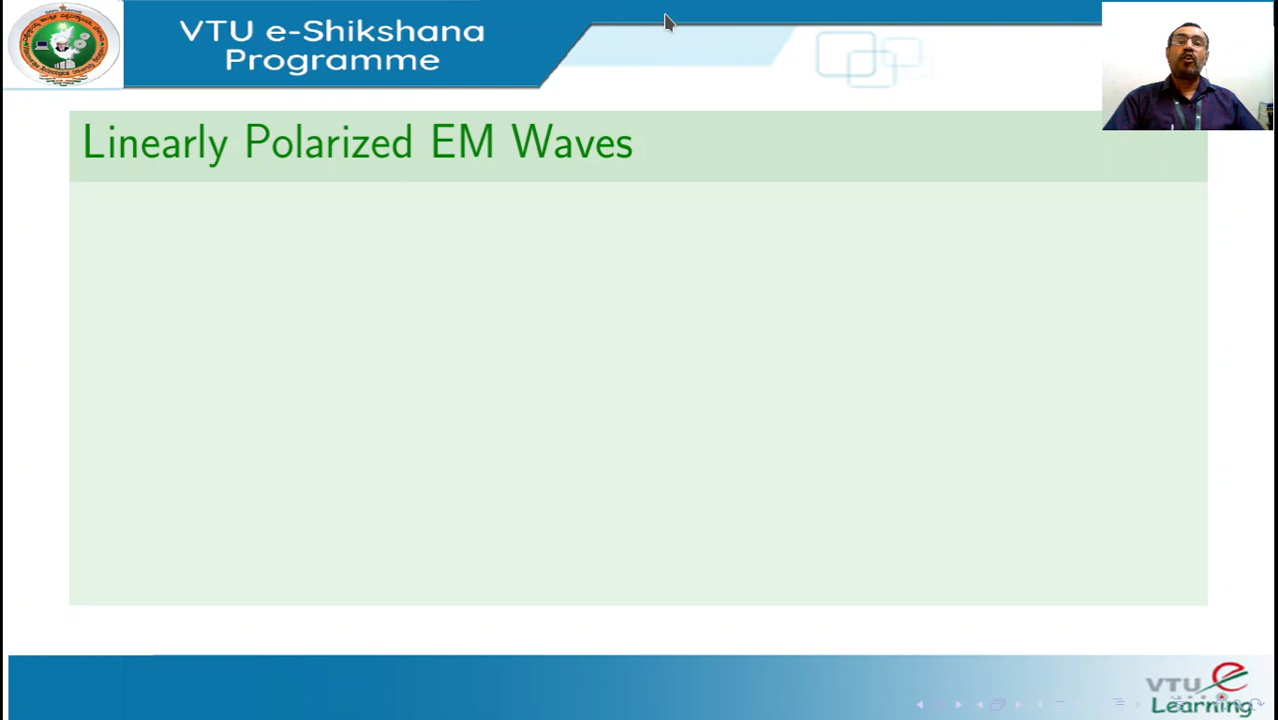 VTU e-Shikshana
Programme
Linearly Polarized EM Waves
VTU e
Learning